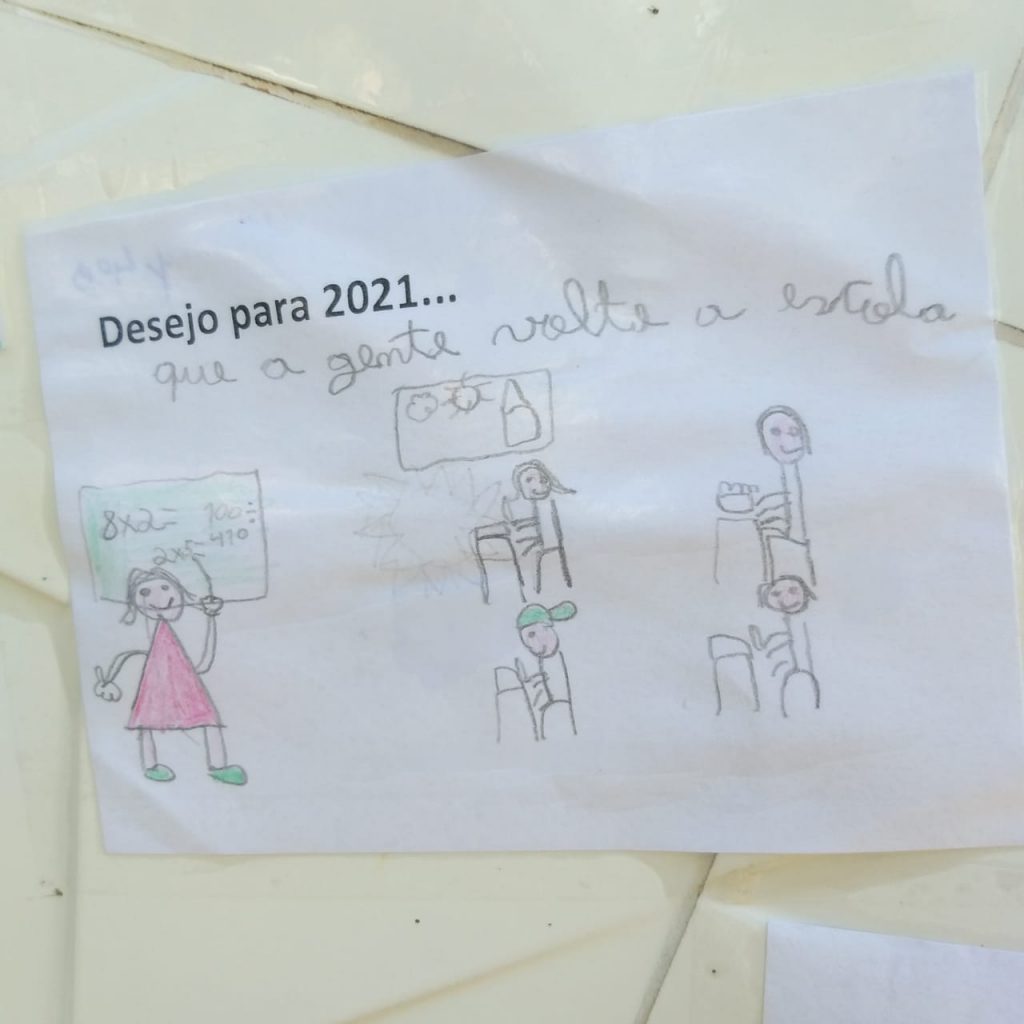 Desejo para 2021...
que a gente volte a escola
8x2= 100÷
2x5= 410